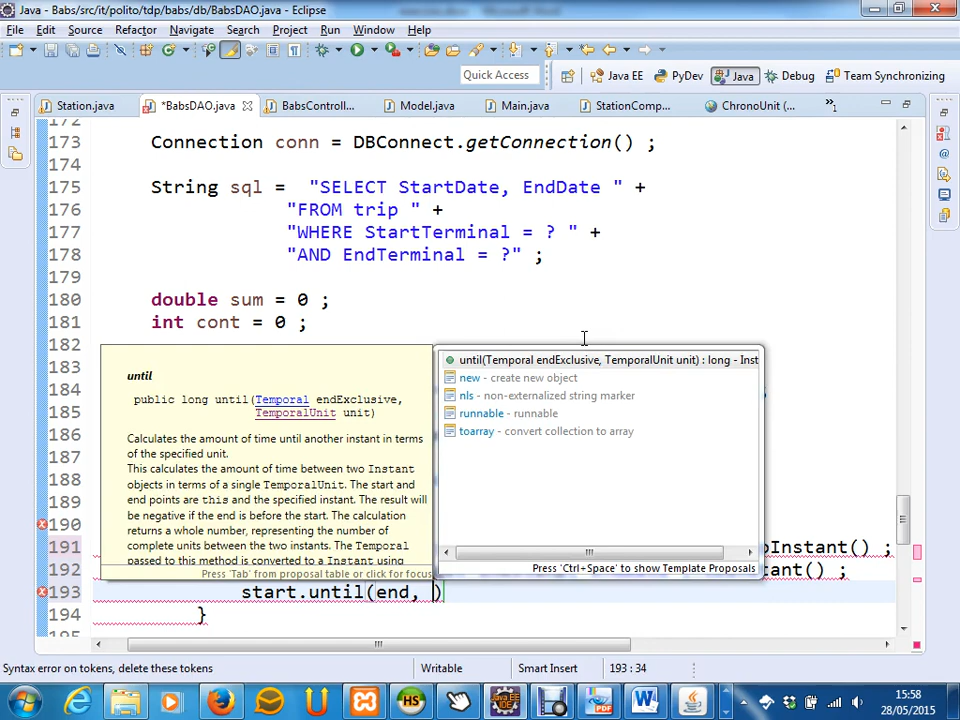 Java - Babs/src/it/polito/tdp/babs/db/BabsDAO.java - Eclipse
File Edit Source Refactor Navigate Search Project Run Window Help
Quick Access Java EE PyDev Java Debug Team Synchronizing
Station.java *BabsDAO.java BabsControll... Model.java Main.java StationComp... ChronoUnit (... »1
172
173 Connection conn = DBConnect.getConnection() ;
174
175 String sql = "SELECT StartDate, EndDate " +
176 "FROM trip " +
177 "WHERE StartTerminal = ? " +
178 "AND EndTerminal = ?" ;
179
180 double sum = 0 ;
181 int cont = 0 ;
182
183
184
185
186
187
188
189
190
191 oInstant() ;
192 stant() ;
193 start.until(end, )
194 }
195
until
public long until(Temporal endExclusive,
TemporalUnit unit)
Calculates the amount of time until another instant in terms
of the specified unit.
This calculates the amount of time between two Instant
objects in terms of a single TemporalUnit. The start and
end points are this and the specified instant. The result will
be negative if the end is before the start. The calculation
returns a whole number, representing the number of
complete units between the two instants. The Temporal
passed to this method is converted to a Instant using
Press 'Tab' from proposal table or click for focus
until(Temporal endExclusive, TemporalUnit unit) : long - Inst
new - create new object
nls - non-externalized string marker
runnable - runnable
toarray - convert collection to array
Press 'Ctrl+Space' to show Template Proposals
Syntax error on tokens, delete these tokens Writable Smart Insert 193 : 34
15:58
28/05/2015